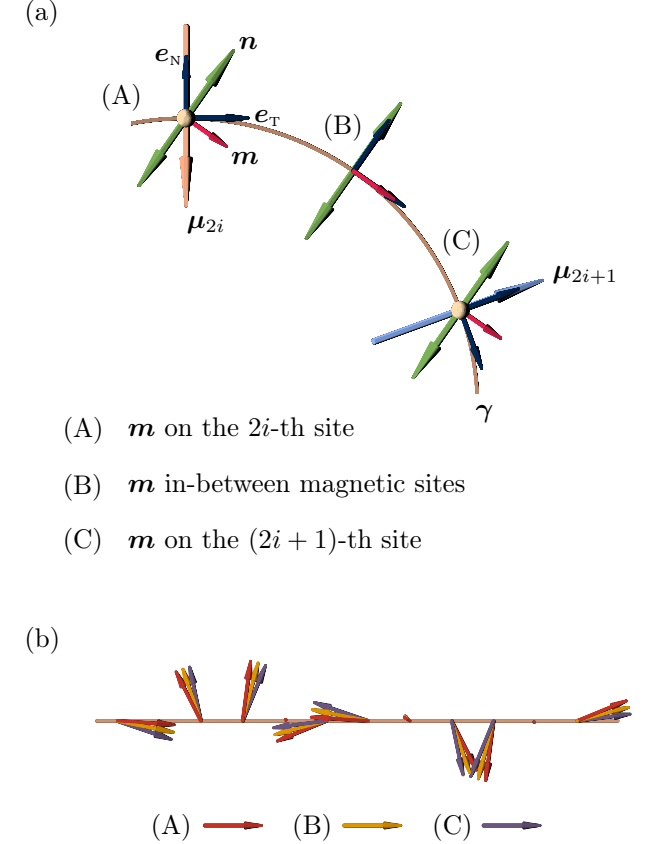 (a)
n
e_N
(A)
e_T
(B)
m
μ_2i
(C)
μ_2i+1
γ
(A) m on the 2i-th site
(B) m in-between magnetic sites
(C) m on the (2i + 1)-th site
(b)
(A) (B) (C)